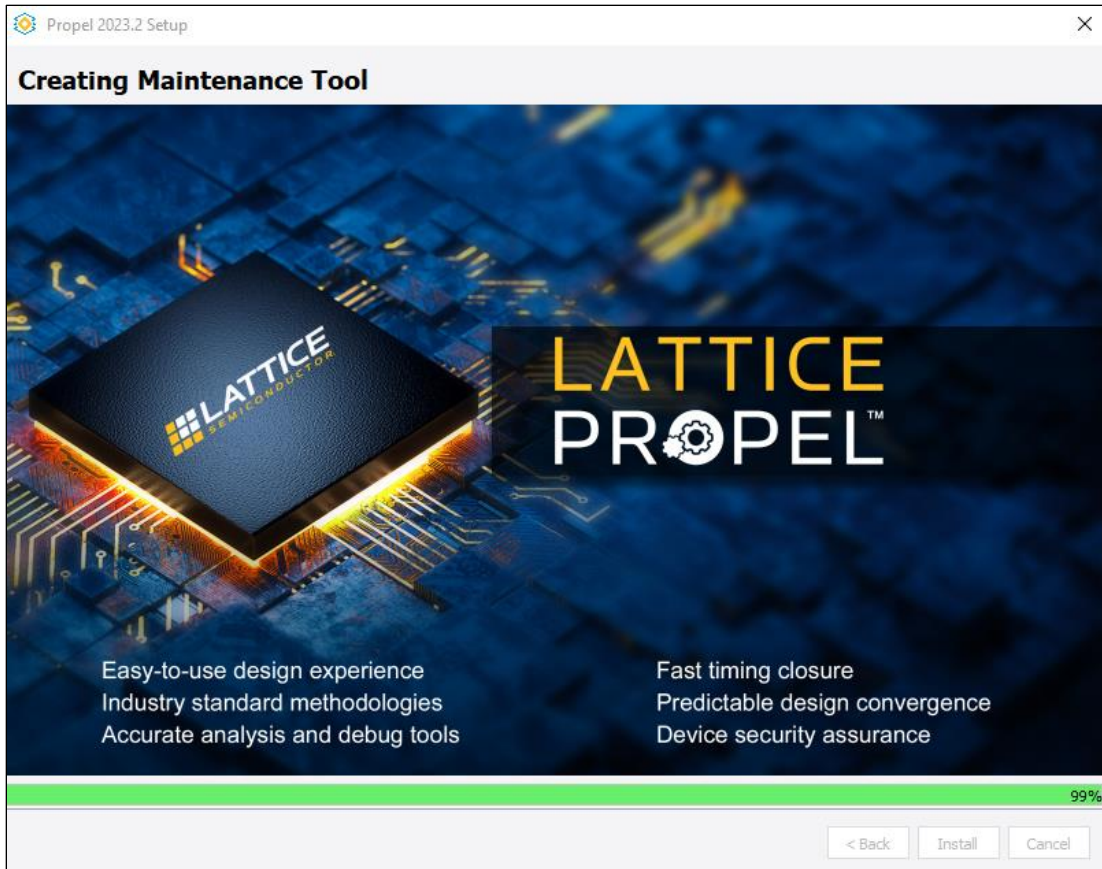 Propel 2023.2 Setup
Creating Maintenance Tool
LATTICE
SEMICONDUCTOR
LATTICE
PROPEL™
Easy-to-use design experience
Industry standard methodologies
Accurate analysis and debug tools
Fast timing closure
Predictable design convergence
Device security assurance
99%
< Back
Install
Cancel